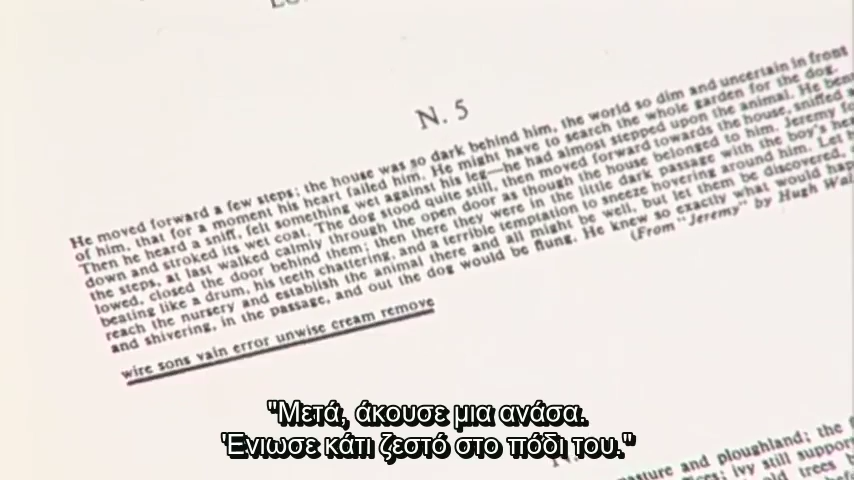 N. 5
He moved forward a few steps; the house was so dark behind him, the world so dim and uncertain in front
of him, that for a moment his heart failed him. He might have to search the whole garden for the dog.
Then he heard a sniff, felt something wet against his leg—he had almost stepped upon the animal. He
down and stroked its wet coat. The dog stood quite still, then moved forward towards the house, sniffed
the steps, at last walked calmly through the open door as though the house belonged to him. Jeremy
lowed, closed the door behind them; then there they were in the little dark passage with the boy's
beating like a drum, his teeth chattering, and a terrible temptation to sneeze hovering around him. Let
reach the nursery and establish the animal there and all might be well, but let them be discovered,
and shivering, in the passage, and out the dog would be flung. He knew so exactly what would
(From "Jeremy" by Hugh
wire sons vain error unwise cream remove
"Μετά, άκουσε μια ανάσα.
Ένιωσε κάτι ζεστό στο πόδι του."
and ploughland; the
ivy still
trees